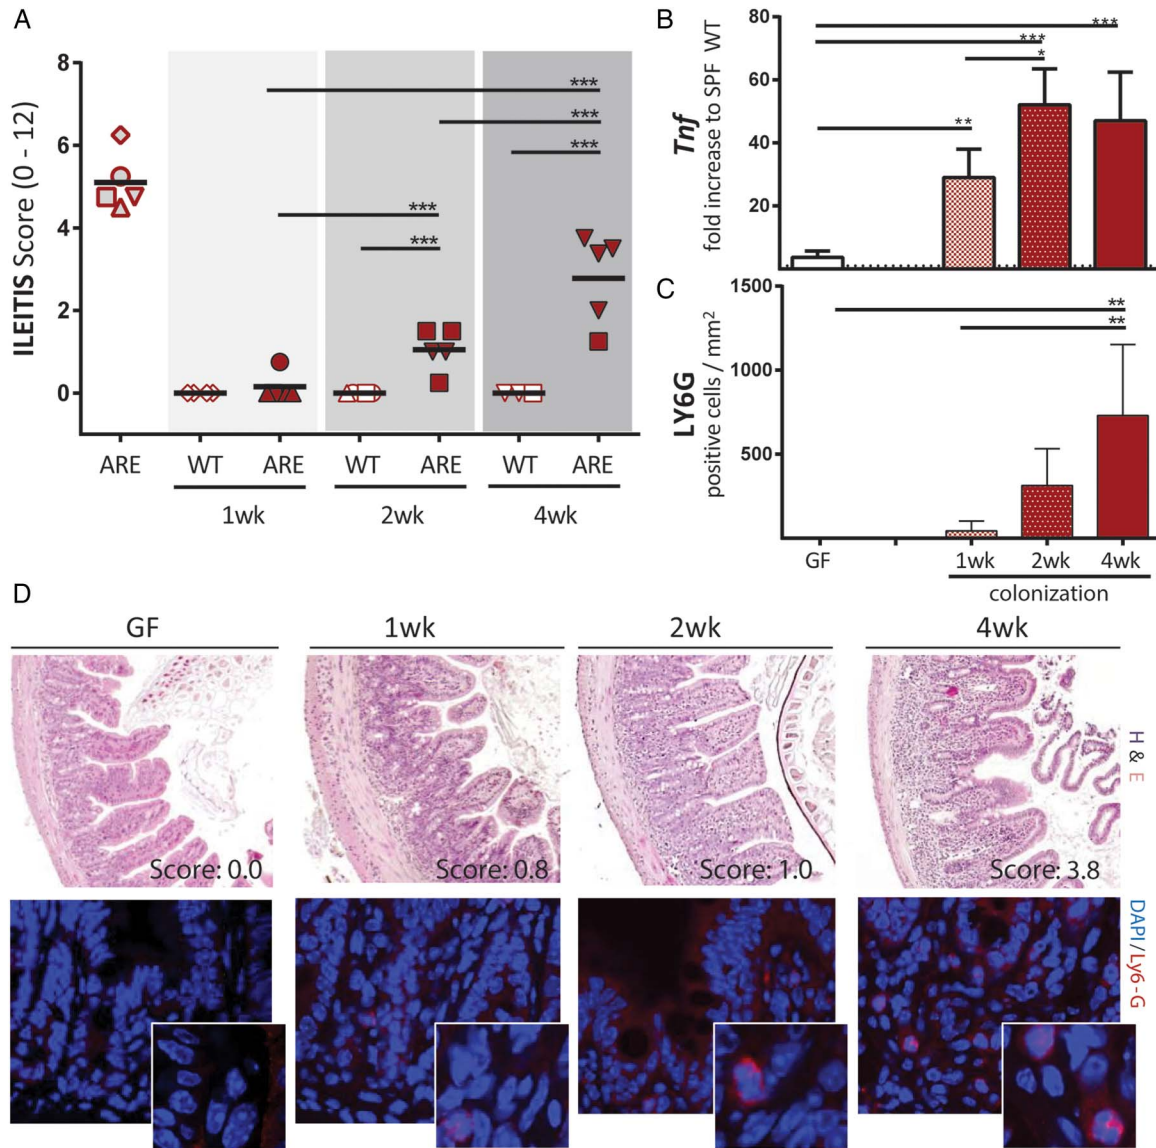 A
ILEITIS Score (0 - 12)
8
6
4
2
0
***
***
***
***
***
ARE
WT
ARE
WT
ARE
WT
ARE
1wk
2wk
4wk
B
Tnf
fold increase to SPF WT
80
60
40
20
***
***
*
**
C
LY6G
positive cells / mm²
1500
1000
500
**
**
GF
1wk
2wk
4wk
colonization
D
GF
1wk
2wk
4wk
Score: 0.0
Score: 0.8
Score: 1.0
Score: 3.8
H & E
DAPI / Ly6 - G